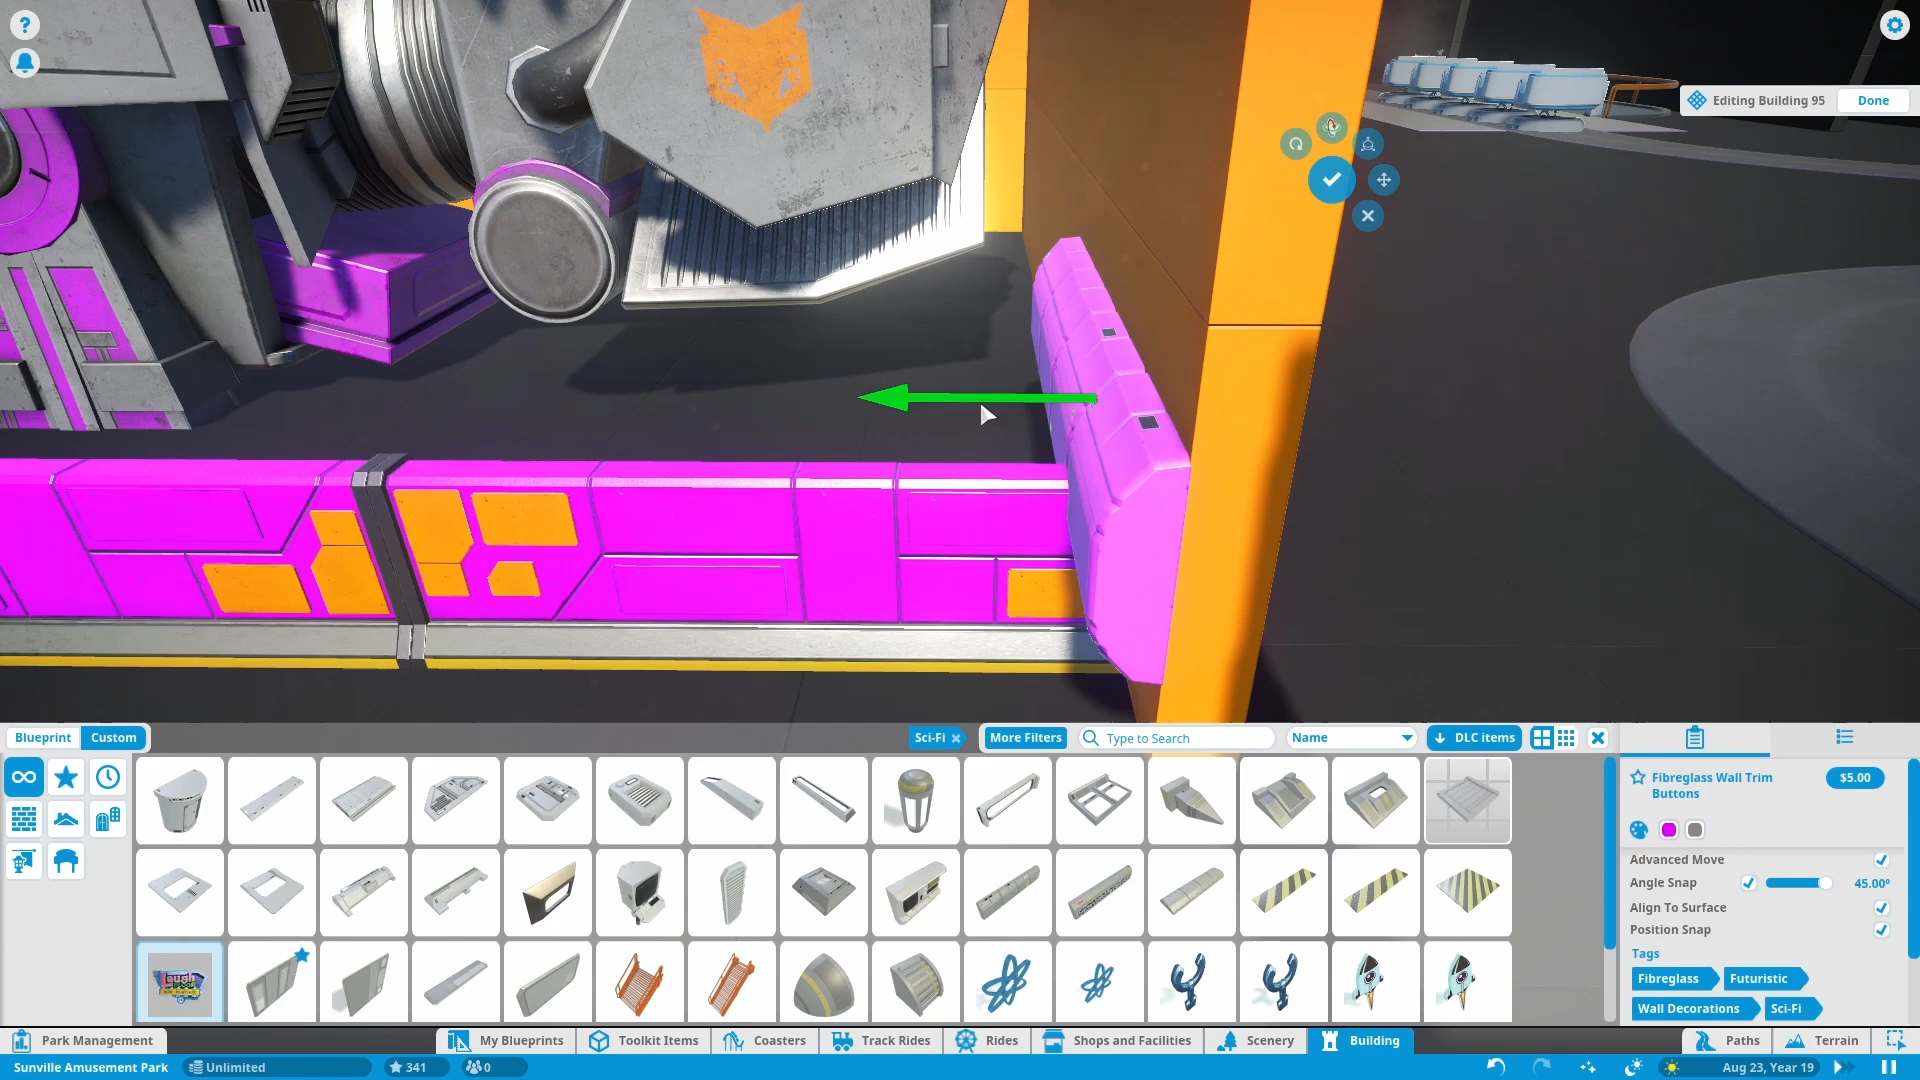 ?
Editing Building 95
Done
Blueprint
Custom
Sci-Fi
More Filters
Type to Search
Name
DLC items
Fibreglass Wall Trim
Buttons
$5.00
Advanced Move
Angle Snap
45.00°
Align To Surface
Position Snap
Tags
Fibreglass
Futuristic
Wall Decorations
Sci-Fi
Park Management
My Blueprints
Toolkit Items
Coasters
Track Rides
Rides
Shops and Facilities
Scenery
Building
Paths
Terrain
Sunville Amusement Park
Unlimited
341
0
Aug 23, Year 19